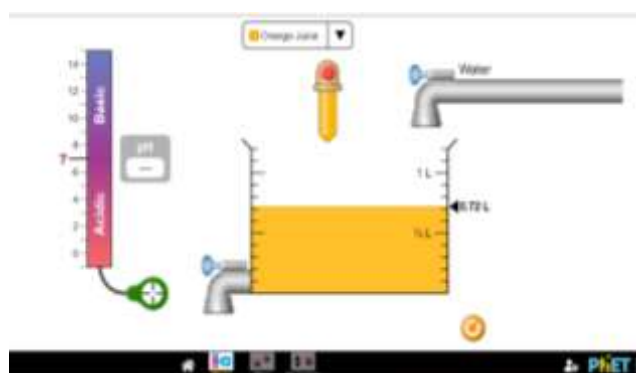 Orange Juice
Water
14
12
10
8
7
6
4
2
0
Basic
Acidic
pH
---
1 L
½ L
0.72 L
PhET